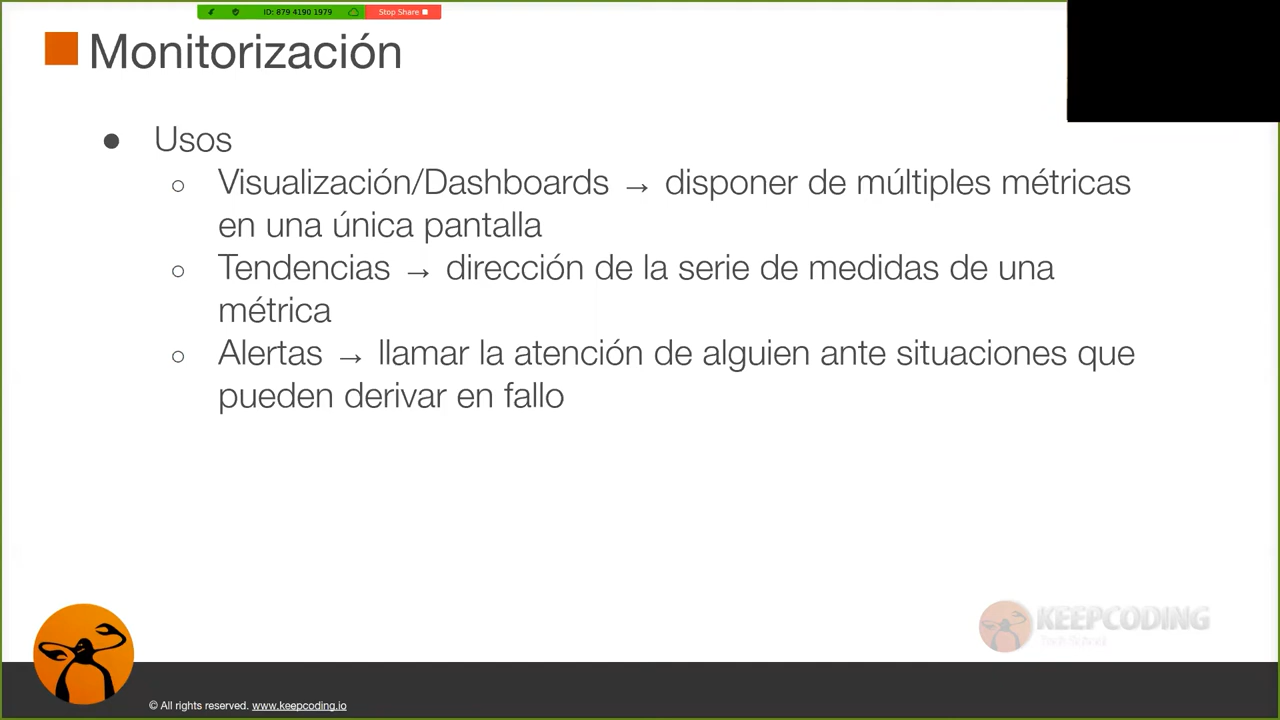 ID: 879 4190 1979
Stop Share
Monitorización
● Usos
○ Visualización/Dashboards → disponer de múltiples métricas
en una única pantalla
○ Tendencias → dirección de la serie de medidas de una
métrica
○ Alertas → llamar la atención de alguien ante situaciones que
pueden derivar en fallo
KEEPCODING
Tech School
© All rights reserved. www.keepcoding.io